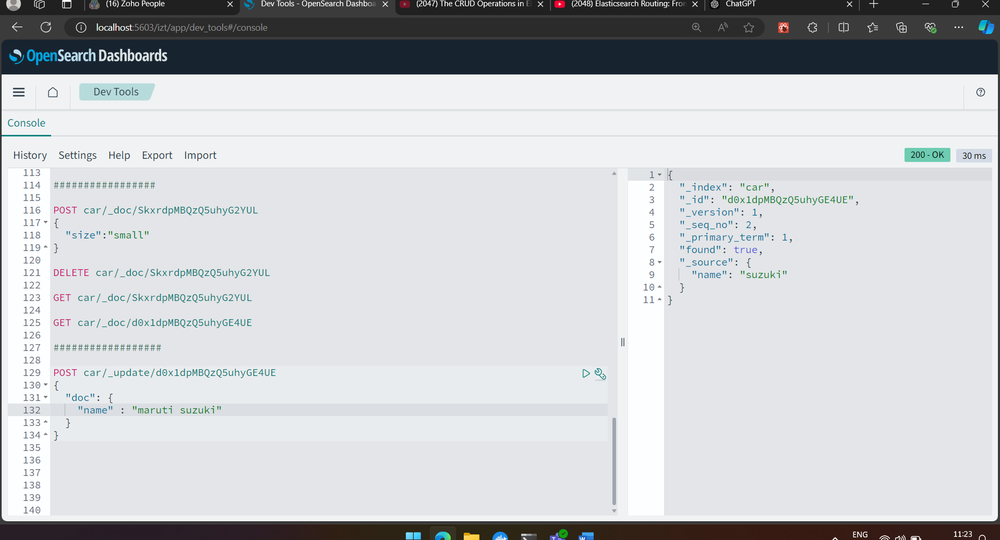 (16) Zoho People
Dev Tools - OpenSearch Dashboa
(2047) The CRUD Operations in El
(2048) Elasticsearch Routing: Fron
ChatGPT
localhost:5603/izt/app/dev_tools#/console
OpenSearch Dashboards
Dev Tools
Console
History Settings Help Export Import
200 - OK
30 ms
113
114 #################
115
116 POST car/_doc/SkxrdpMBQzQ5uhyG2YUL
117 {
118 "size":"small"
119 }
120
121 DELETE car/_doc/SkxrdpMBQzQ5uhyG2YUL
122
123 GET car/_doc/SkxrdpMBQzQ5uhyG2YUL
124
125 GET car/_doc/d0x1dpMBQzQ5uhyGE4UE
126
127 ##################
128
129 POST car/_update/d0x1dpMBQzQ5uhyGE4UE
130 {
131 "doc": {
132 "name" : "maruti suzuki"
133 }
134 }
135
136
137
138
139
140
1 {
2 "_index": "car",
3 "_id": "d0x1dpMBQzQ5uhyGE4UE",
4 "_version": 1,
5 "_seq_no": 2,
6 "_primary_term": 1,
7 "found": true,
8 "_source": {
9 "name": "suzuki"
10 }
11 }
ENG
11:23